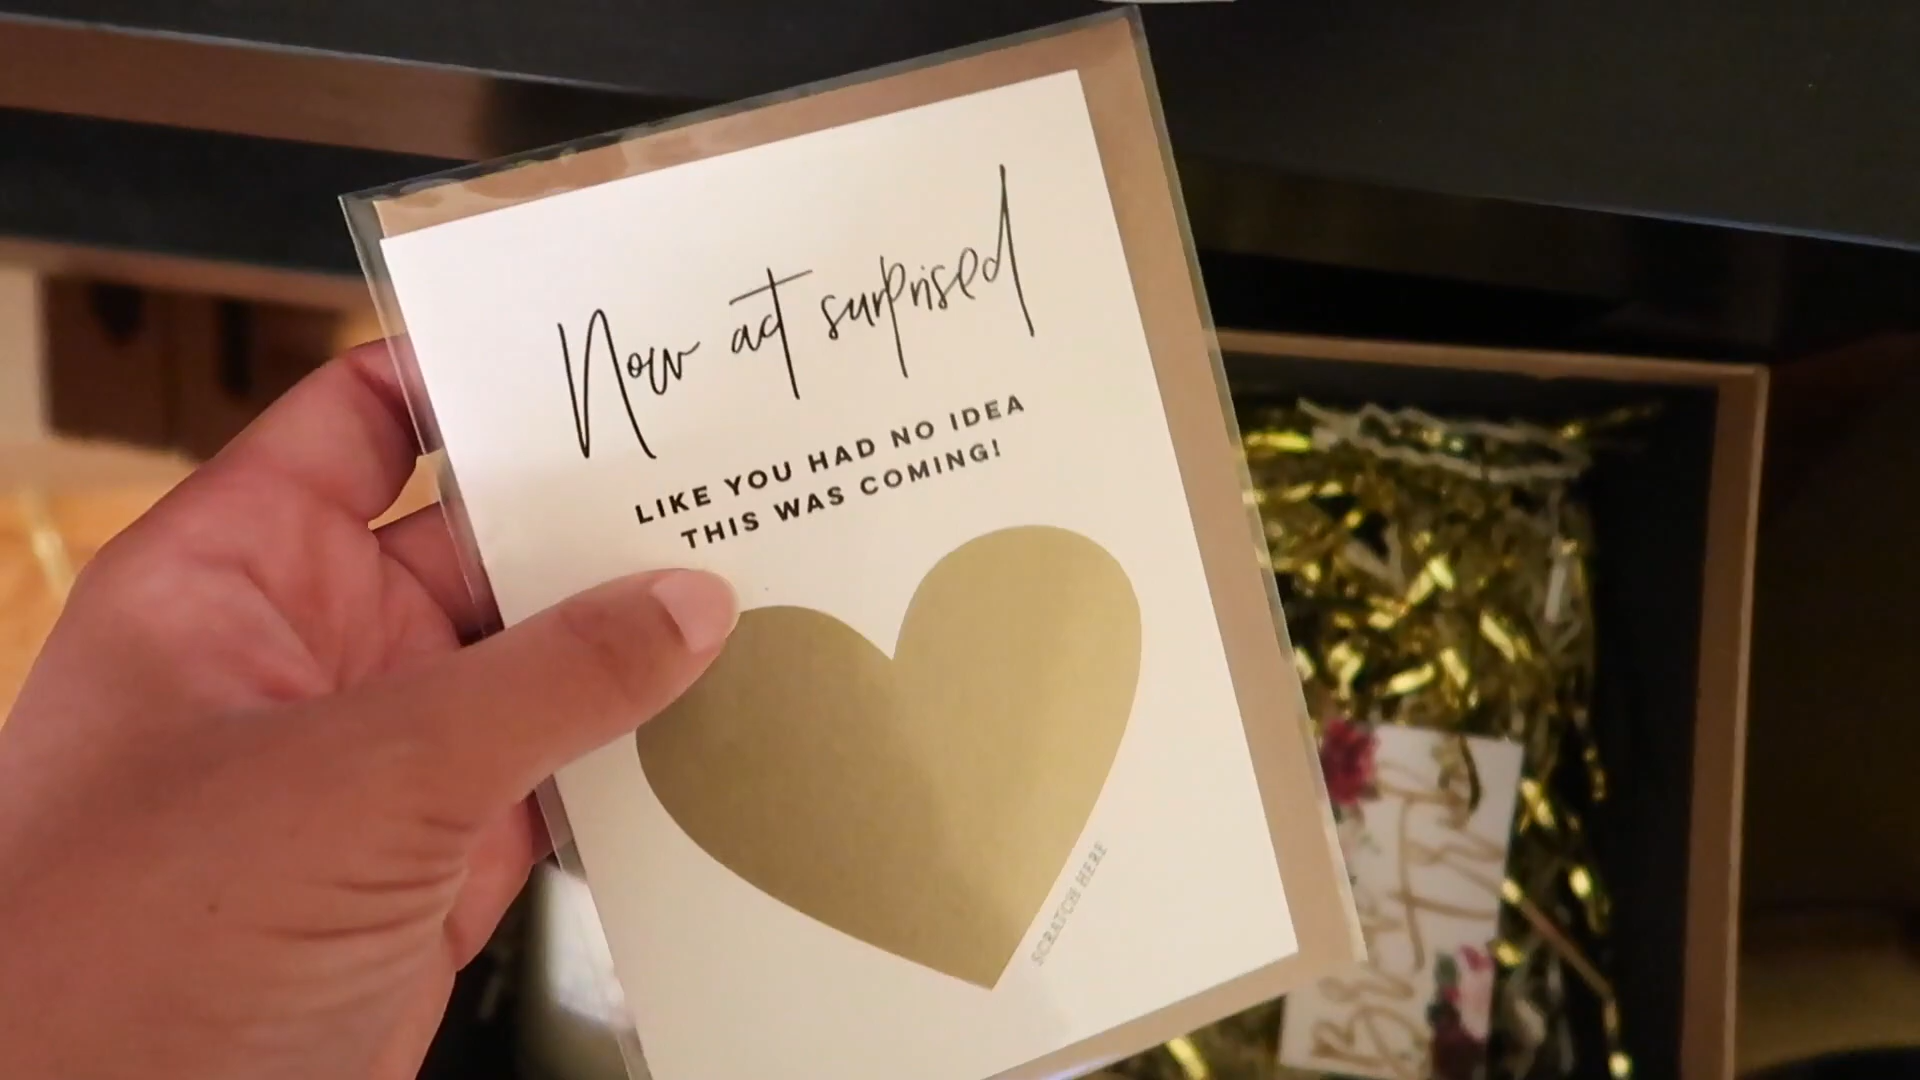 Now act surprised
LIKE YOU HAD NO IDEA
THIS WAS COMING!
SCRATCH HERE